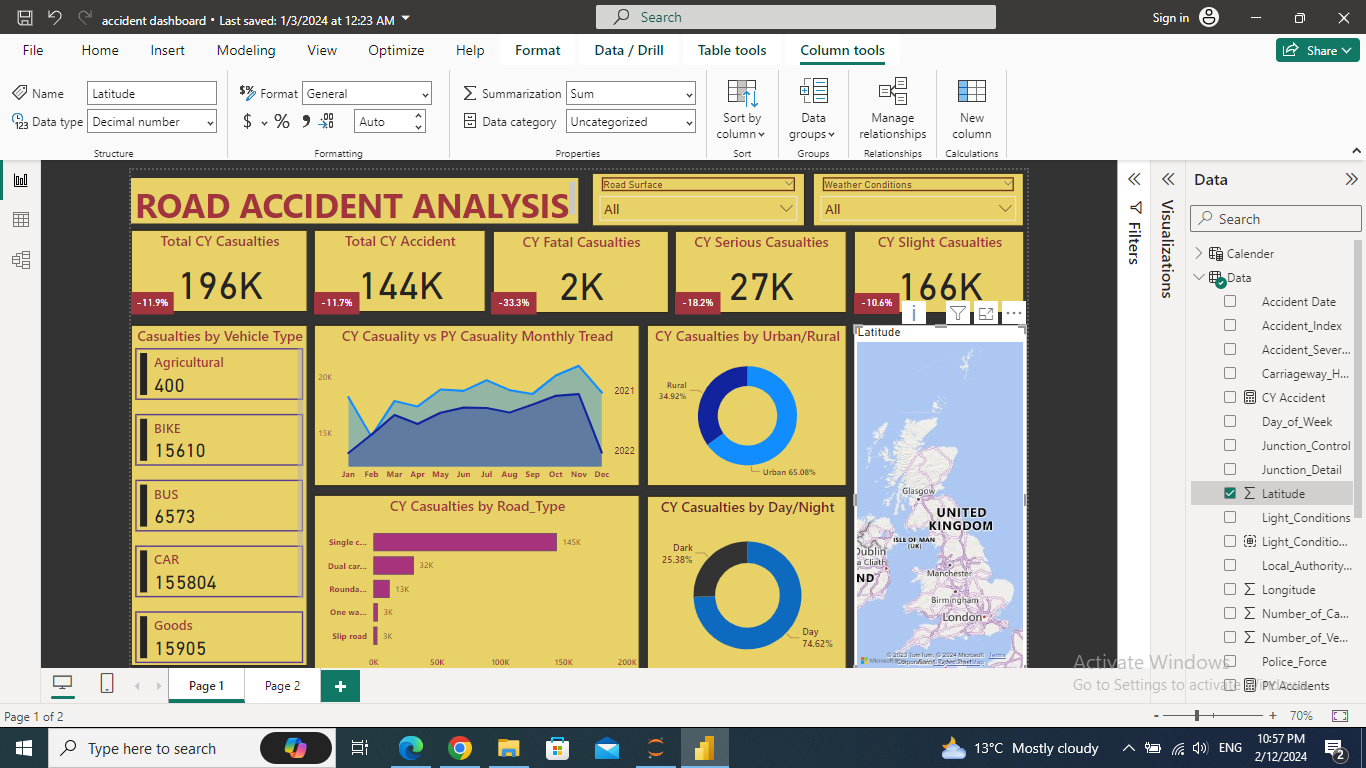 accident dashboard • Last saved: 1/3/2024 at 12:23 AM
Search
Sign in
File Home Insert Modeling View Optimize Help Format Data / Drill Table tools Column tools
Share
Name Latitude
Data type Decimal number
Structure
$% Format General
$ % 9 Auto
Formatting
Summarization Sum
Data category Uncategorized
Properties
Sort by
column
Sort
Data
groups
Groups
Manage
relationships
Relationships
New
column
Calculations
ROAD ACCIDENT ANALYSIS
Road Surface
All
Weather Conditions
All
Total CY Casualties
196K
-11.9%
Total CY Accident
144K
-11.7%
CY Fatal Casualties
2K
-33.3%
CY Serious Casualties
27K
-18.2%
CY Slight Casualties
166K
-10.6%
Casualties by Vehicle Type
Agricultural
400
BIKE
15610
BUS
6573
CAR
155804
Goods
15905
CY Casuality vs PY Casuality Monthly Tread
20K
15K
2021
2022
Jan Feb Mar Apr May Jun Jul Aug Sep Oct Nov Dec
CY Casualties by Road_Type
Single c... 145K
Dual car... 32K
Rounda... 13K
One wa... 3K
Slip road 3K
0K 50K 100K 150K 200K
CY Casualties by Urban/Rural
Rural
34.92%
Urban 65.08%
CY Casualties by Day/Night
Dark
25.38%
Day
74.62%
Latitude
Glasgow
UNITED
KINGDOM
ISLE OF MAN
(UK)
Dublin
Manchester
Birmingham
London
© 2023 TomTom, © 2024 Microsoft Terms
Filters
Visualizations
Data
Search
Calender
Data
Accident Date
Accident_Index
Accident_Sever...
Carriageway_H...
CY Accident
Day_of_Week
Junction_Control
Junction_Detail
Latitude
Light_Conditions
Light_Conditio...
Local_Authority...
Longitude
Number_of_Ca...
Number_of_Ve...
Police_Force
PY Accidents
Activate Windows
Go to Settings to activate Windows.
Page 1
Page 2
Page 1 of 2
- + 70%
Type here to search
13°C Mostly cloudy
ENG
10:57 PM
2/12/2024
2